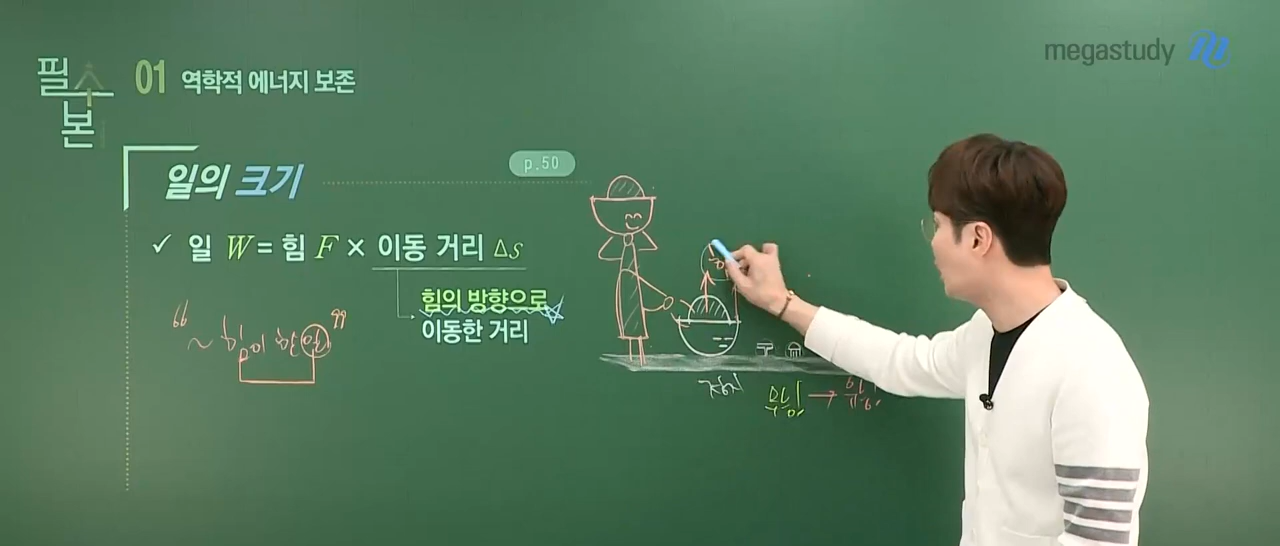 megastudy
필수본
01 역학적 에너지 보존
p.50
일의 크기
✓ 일 W = 힘 F × 이동 거리 Δs
힘의 방향으로
이동한 거리
“ ~ 힘이 한 일 ”
정지